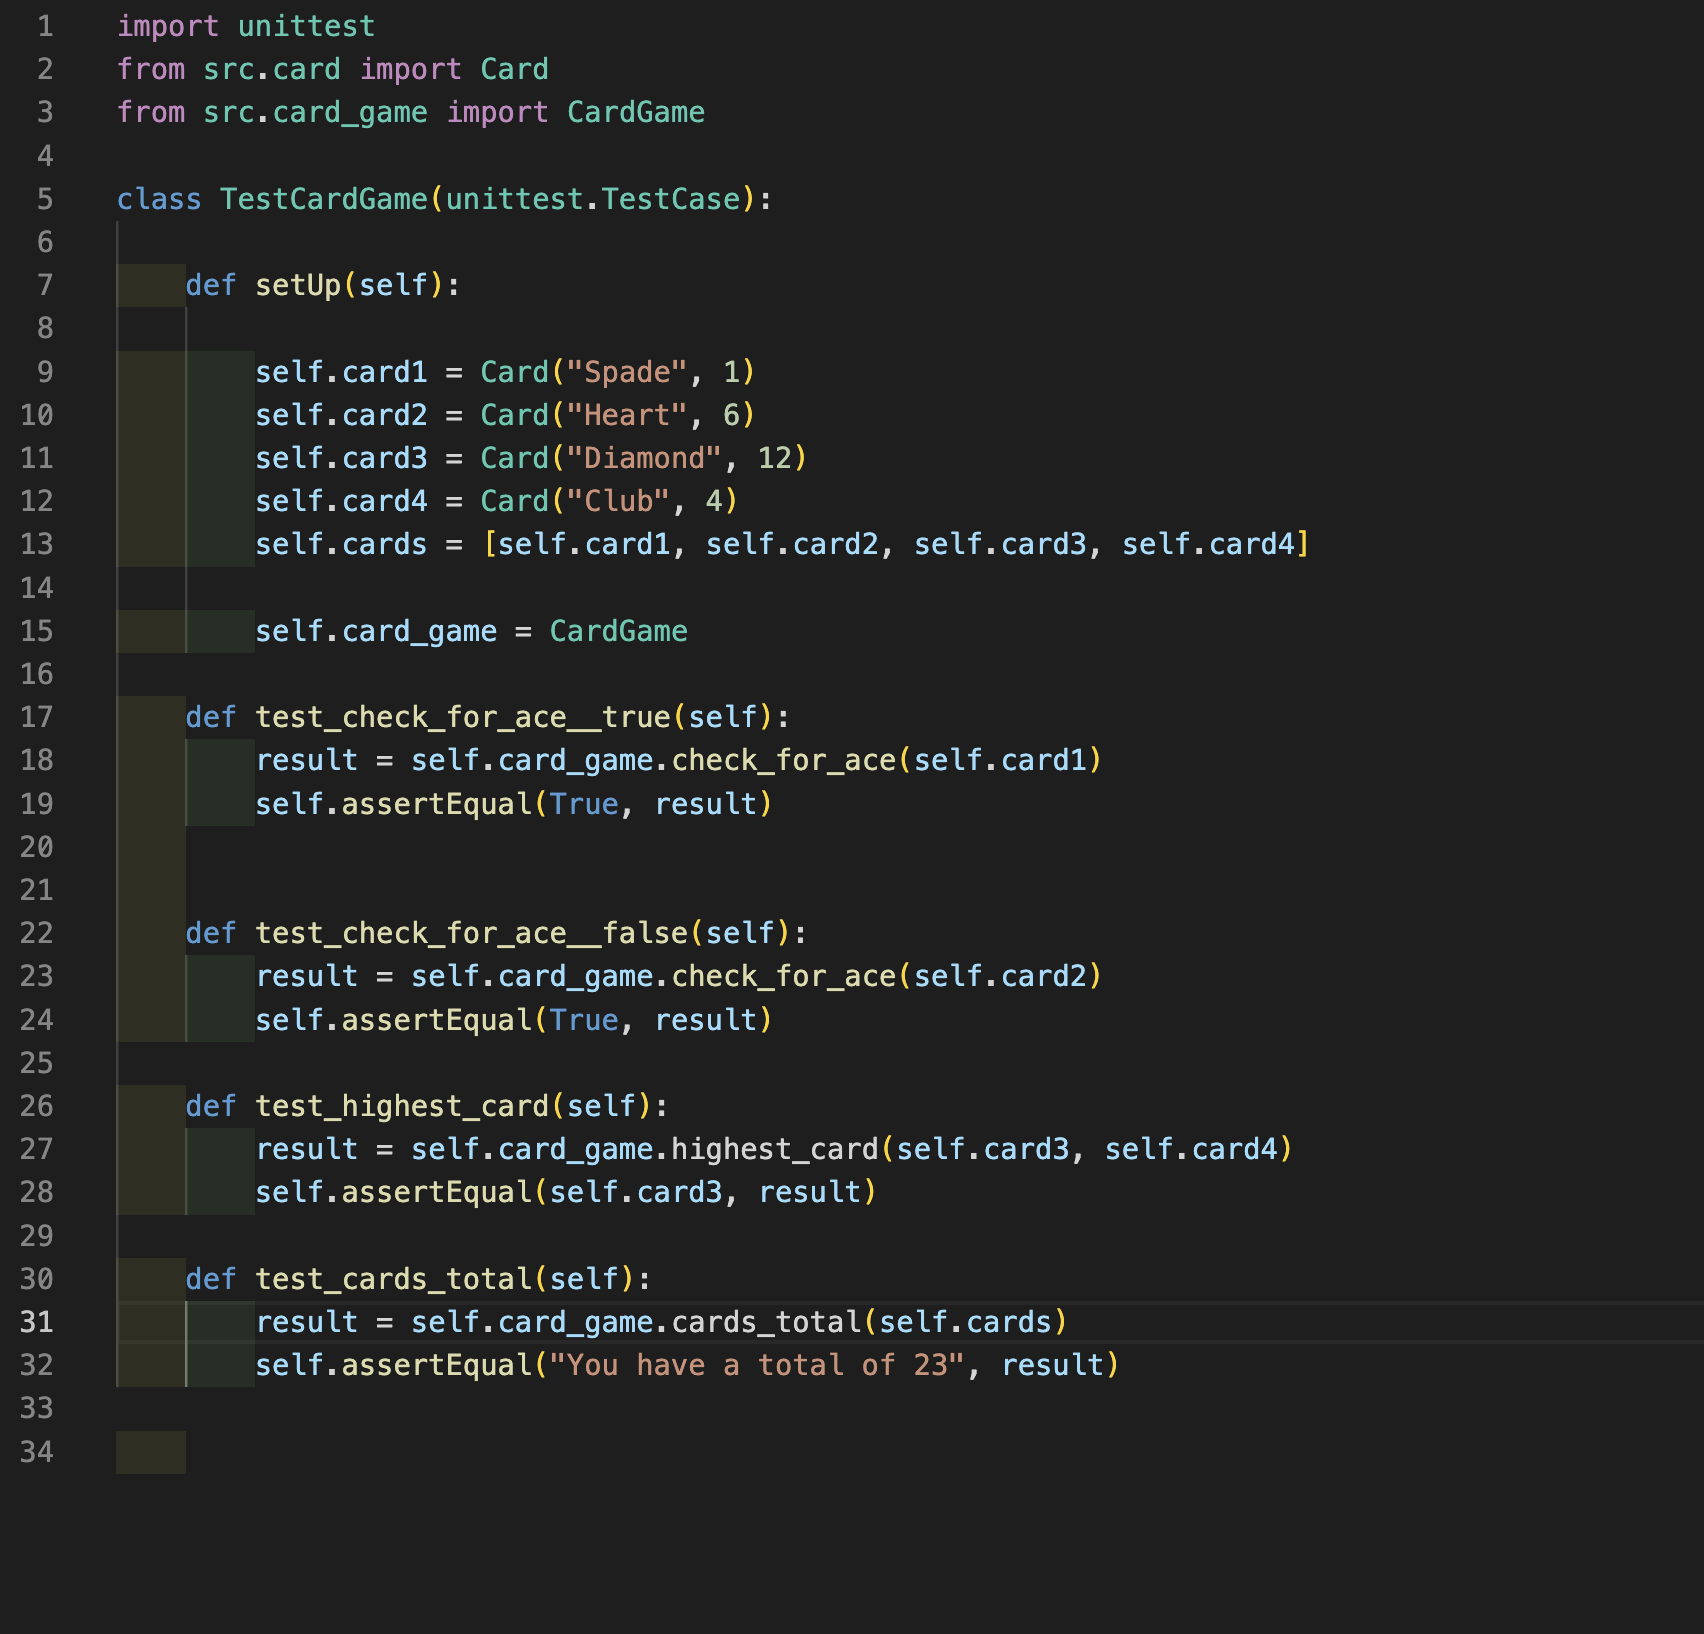 1 import unittest
2 from src.card import Card
3 from src.card_game import CardGame
4
5 class TestCardGame(unittest.TestCase):
6
7     def setUp(self):
8
9         self.card1 = Card("Spade", 1)
10         self.card2 = Card("Heart", 6)
11         self.card3 = Card("Diamond", 12)
12         self.card4 = Card("Club", 4)
13         self.cards = [self.card1, self.card2, self.card3, self.card4]
14
15         self.card_game = CardGame
16
17     def test_check_for_ace__true(self):
18         result = self.card_game.check_for_ace(self.card1)
19         self.assertEqual(True, result)
20
21
22     def test_check_for_ace__false(self):
23         result = self.card_game.check_for_ace(self.card2)
24         self.assertEqual(True, result)
25
26     def test_highest_card(self):
27         result = self.card_game.highest_card(self.card3, self.card4)
28         self.assertEqual(self.card3, result)
29
30     def test_cards_total(self):
31         result = self.card_game.cards_total(self.cards)
32         self.assertEqual("You have a total of 23", result)
33
34